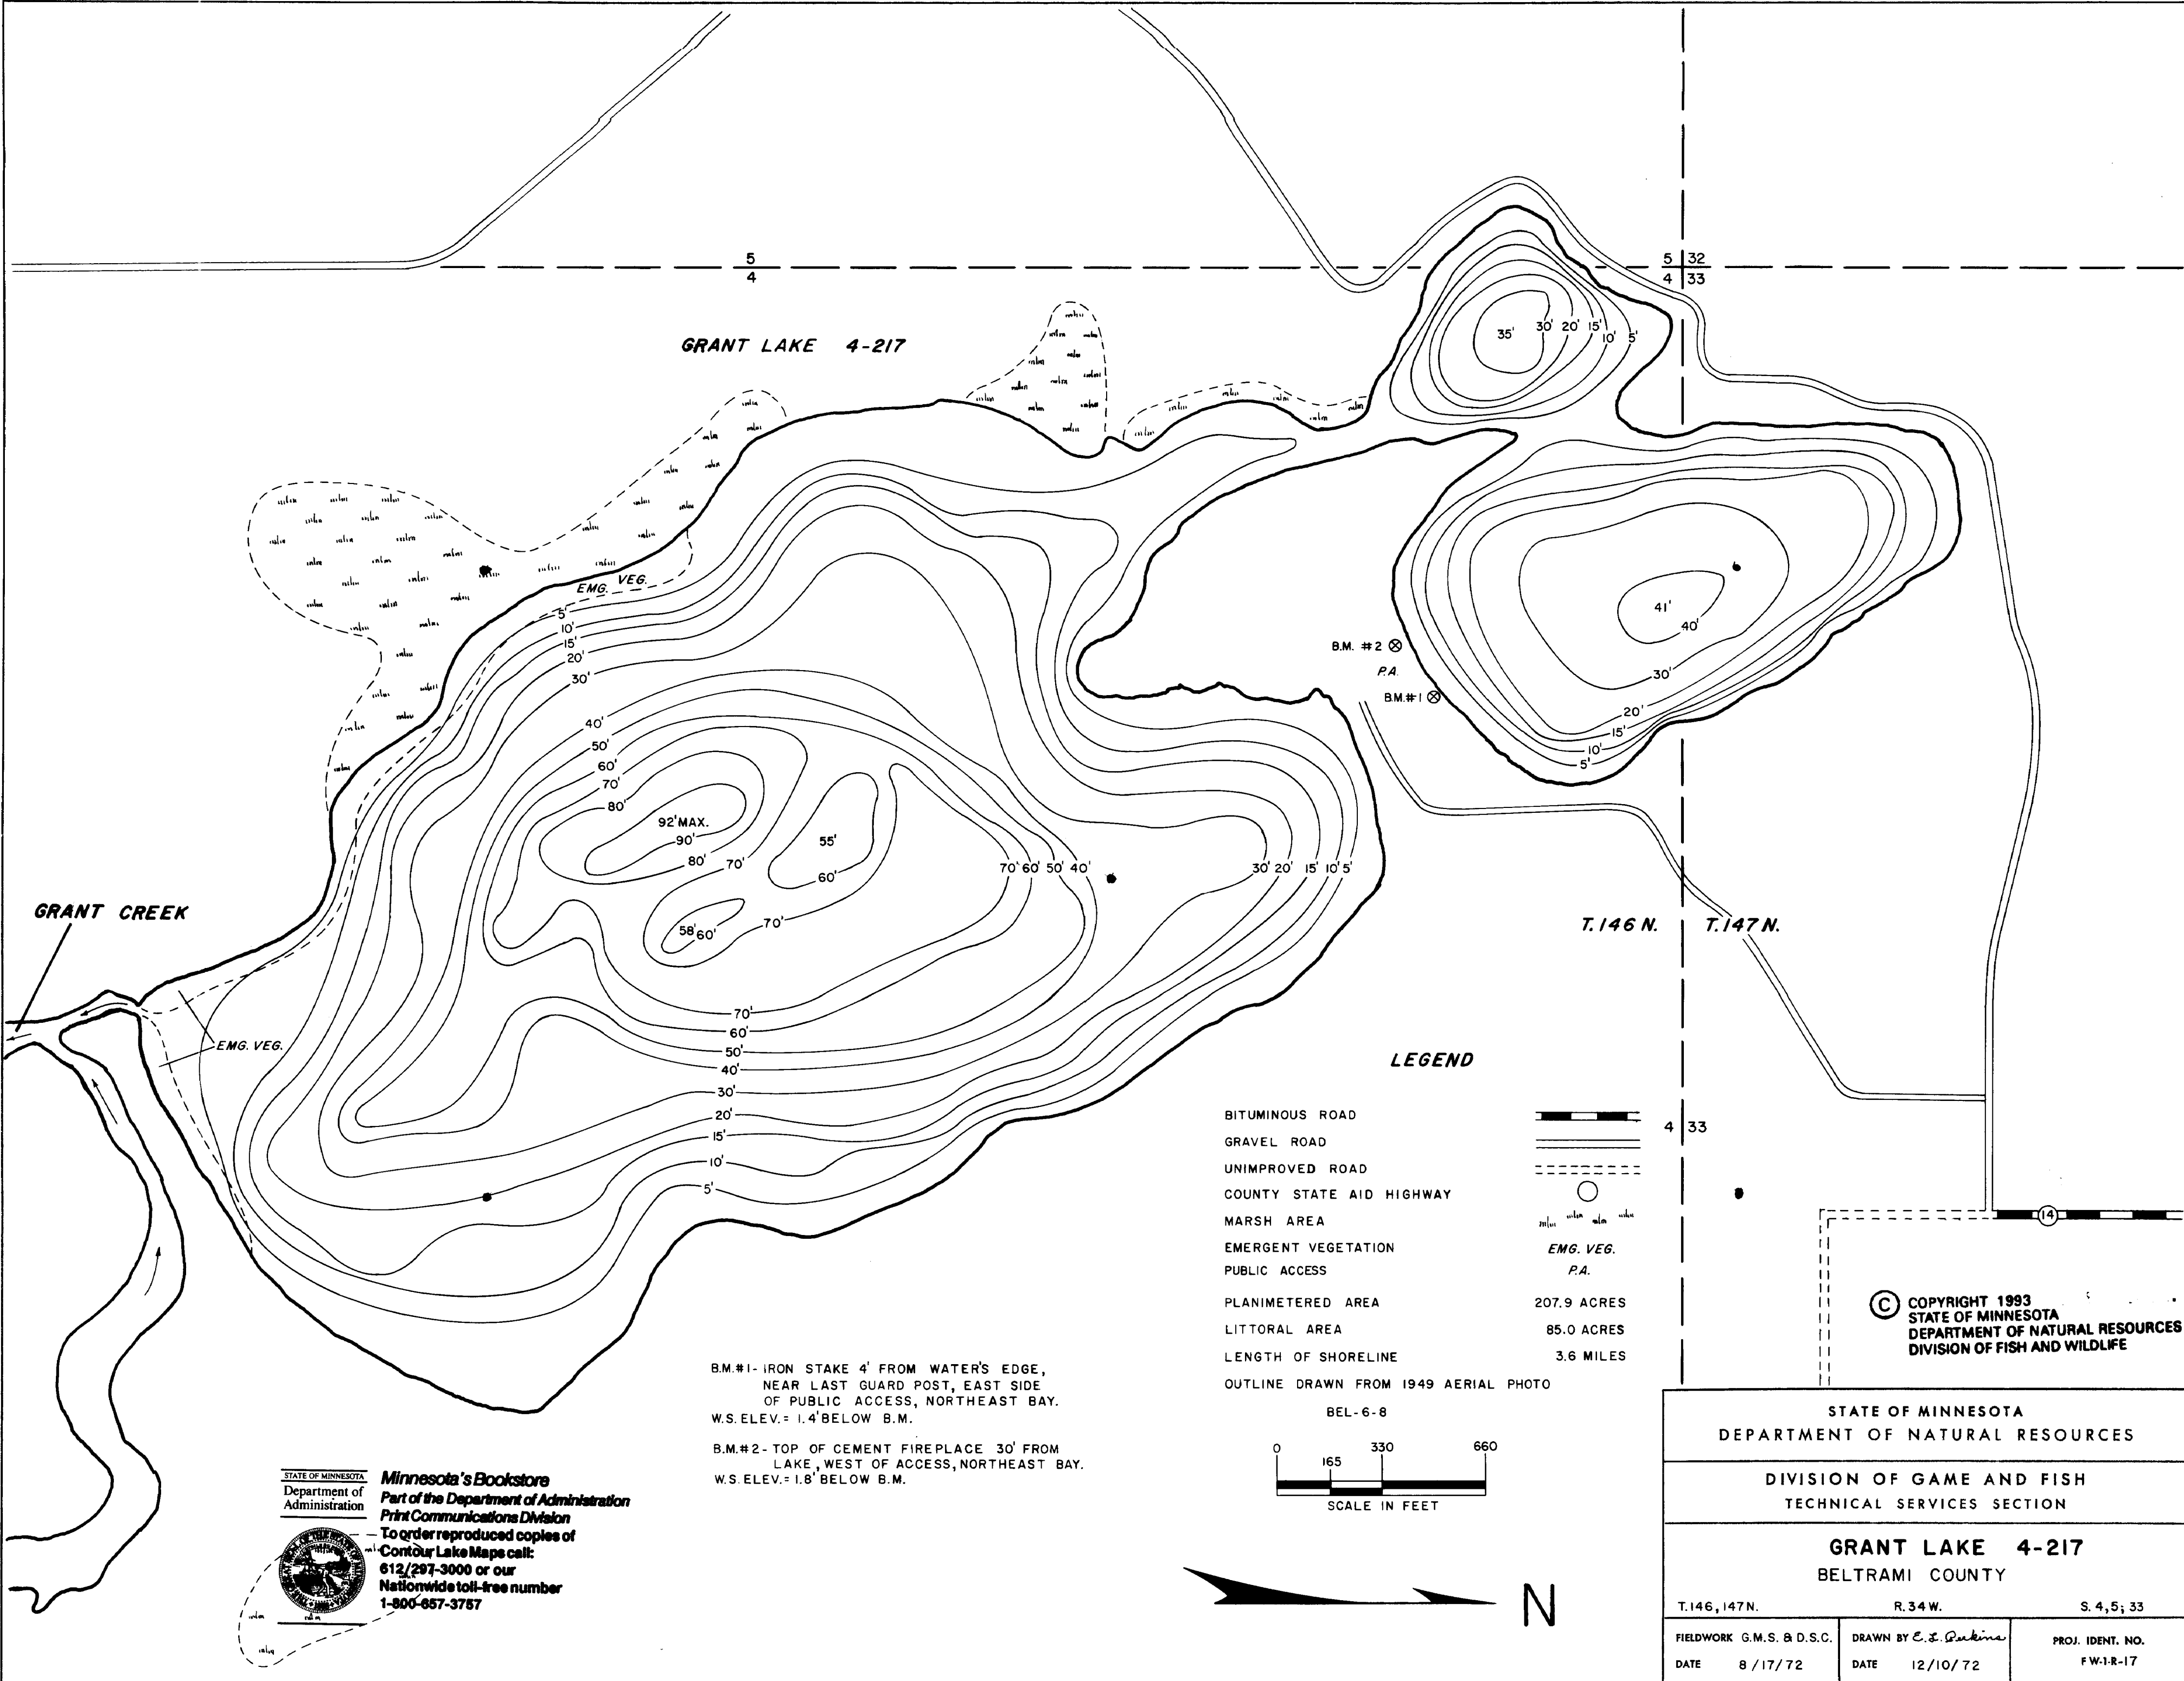 5
4
5 32
4 33
GRANT LAKE 4-217
35' 30' 20' 15' 10' 5'
EMG. VEG.
5'
10'
15'
20'
30'
40'
50'
60'
70'
80'
92'MAX.
90'
80'
70'
55'
60'
58' 60'
70'
70' 60' 50' 40'
30' 20' 15' 10' 5'
41'
40'
30'
20'
15'
10'
5'
B.M. #2
P.A.
B.M.#1
GRANT CREEK
EMG. VEG.
70'
60'
50'
40'
30'
20'
15'
10'
5'
T.146 N. T.147 N.
4 33
14
LEGEND
BITUMINOUS ROAD
GRAVEL ROAD
UNIMPROVED ROAD
COUNTY STATE AID HIGHWAY
MARSH AREA
EMERGENT VEGETATION EMG. VEG.
PUBLIC ACCESS P.A.
PLANIMETERED AREA 207.9 ACRES
LITTORAL AREA 85.0 ACRES
LENGTH OF SHORELINE 3.6 MILES
OUTLINE DRAWN FROM 1949 AERIAL PHOTO
BEL-6-8
0 165 330 660
SCALE IN FEET
N
B.M.#1- IRON STAKE 4' FROM WATER'S EDGE,
NEAR LAST GUARD POST, EAST SIDE
OF PUBLIC ACCESS, NORTHEAST BAY.
W.S. ELEV.= 1.4' BELOW B.M.
B.M.#2- TOP OF CEMENT FIREPLACE 30' FROM
LAKE, WEST OF ACCESS, NORTHEAST BAY.
W.S. ELEV.= 1.8' BELOW B.M.
STATE OF MINNESOTA
Department of
Administration
Minnesota's Bookstore
Part of the Department of Administration
Print Communications Division
To order reproduced copies of
Contour Lake Maps call:
612/297-3000 or our
Nationwide toll-free number
1-800-657-3757
© COPYRIGHT 1993
STATE OF MINNESOTA
DEPARTMENT OF NATURAL RESOURCES
DIVISION OF FISH AND WILDLIFE
STATE OF MINNESOTA
DEPARTMENT OF NATURAL RESOURCES
DIVISION OF GAME AND FISH
TECHNICAL SERVICES SECTION
GRANT LAKE 4-217
BELTRAMI COUNTY
T.146, 147N. R.34W. S. 4,5; 33
FIELDWORK G.M.S. & D.S.C.
DATE 8/17/72
DRAWN BY E. L. Perkins
DATE 12/10/72
PROJ. IDENT. NO.
FW-1-R-17